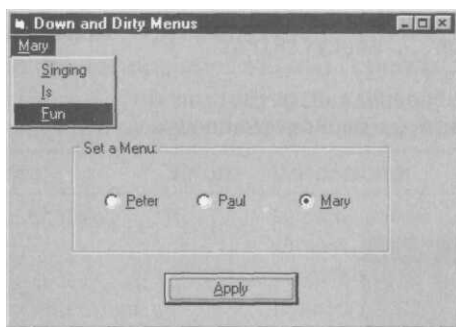 Down and Dirty Menus
Mary
Singing
Is
Fun
Set a Menu:
Peter Paul Mary
Apply